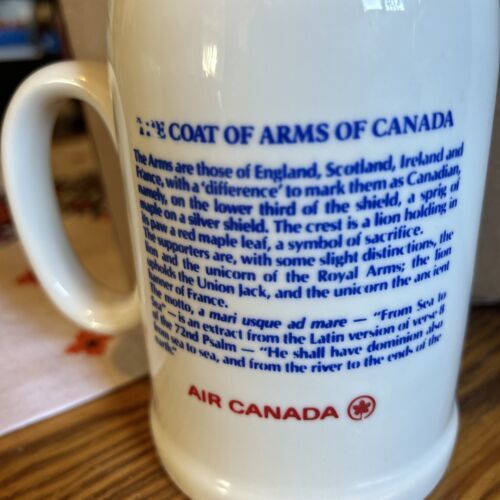 THE COAT OF ARMS OF CANADA
The Arms are those of England, Scotland, Ireland and
France, with a 'difference' to mark them as Canadian,
namely, on the lower third of the shield, a sprig of
maple on a silver shield. The crest is a lion holding in
its paw a red maple leaf, a symbol of sacrifice.
The supporters are, with some slight distinctions, the
lion and the unicorn of the Royal Arms; the lion
upholds the Union Jack, and the unicorn the ancient
banner of France.
The motto, a mari usque ad mare — "From Sea to
Sea" — is an extract from the Latin version of verse 8
of the 72nd Psalm — "He shall have dominion also
from sea to sea, and from the river to the ends of the
earth."
AIR CANADA